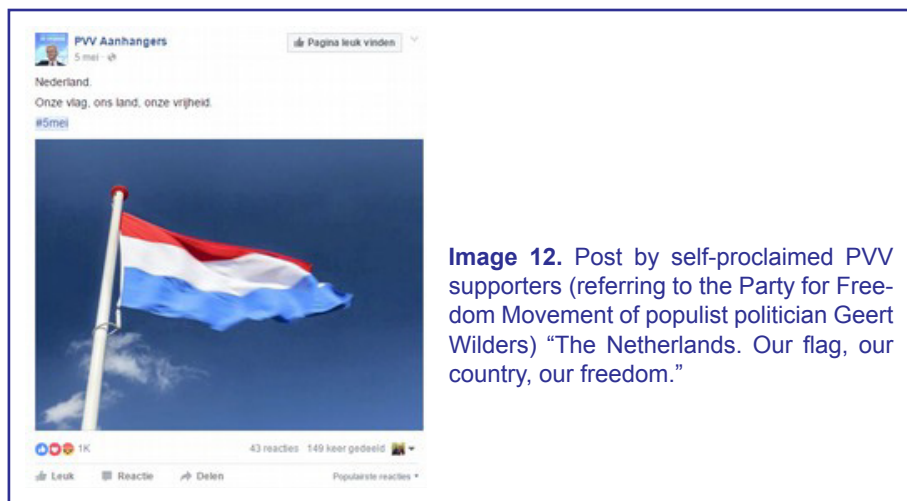 PVV Aanhangers
5 mei
Pagina leuk vinden
Nederland.
Onze vlag, ons land, onze vrijheid.
#5mei
1K
43 reacties 149 keer gedeeld
Leuk Reactie Delen
Populairste reacties
Image 12. Post by self-proclaimed PVV
supporters (referring to the Party for Free-
dom Movement of populist politician Geert
Wilders) “The Netherlands. Our flag, our
country, our freedom.”